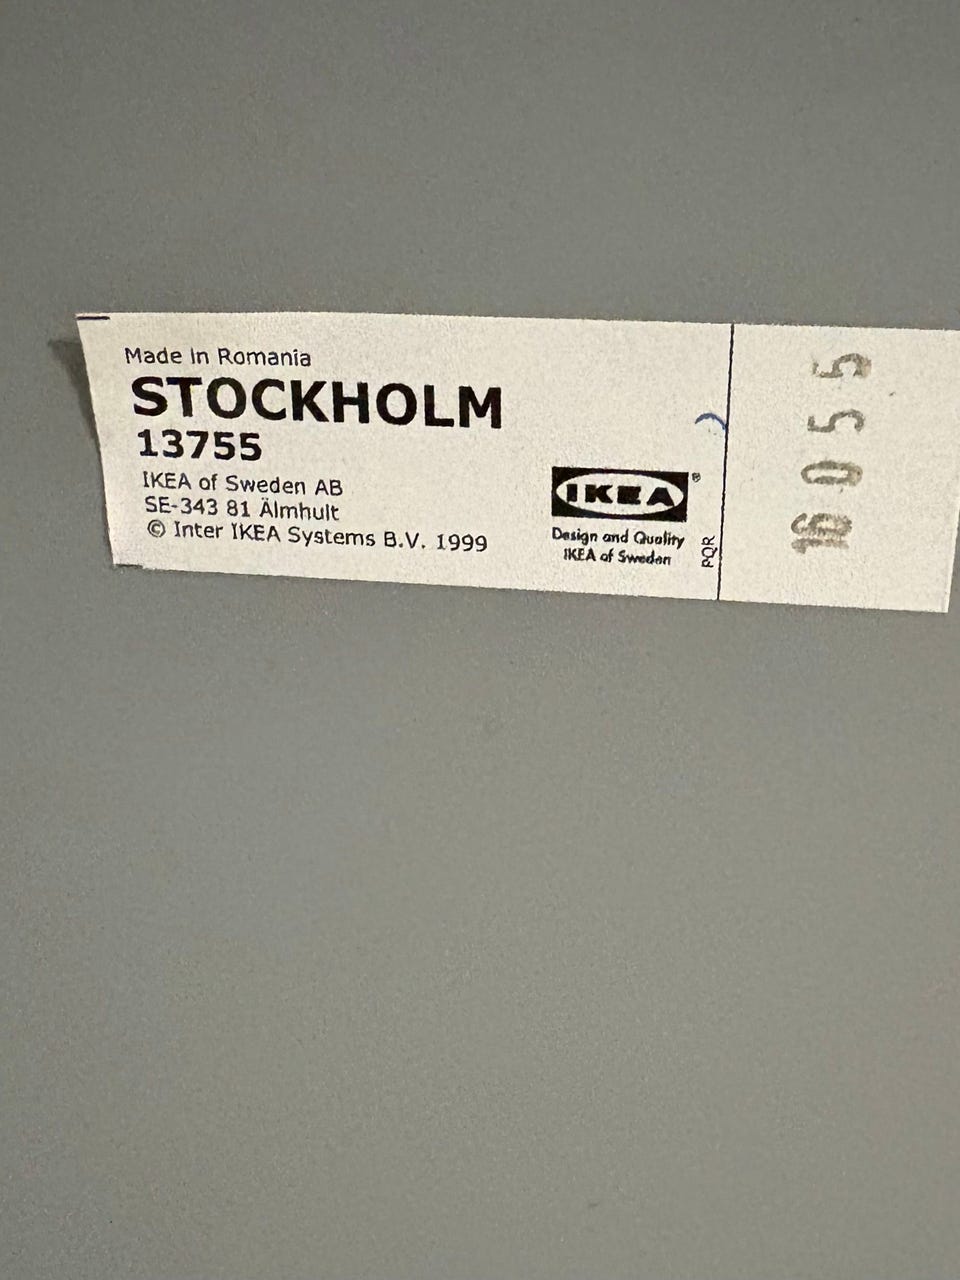 Made in Romania
STOCKHOLM
13755
IKEA of Sweden AB
SE-343 81 Älmhult
© Inter IKEA Systems B.V. 1999
IKEA®
Design and Quality
IKEA of Sweden
PQR
16055